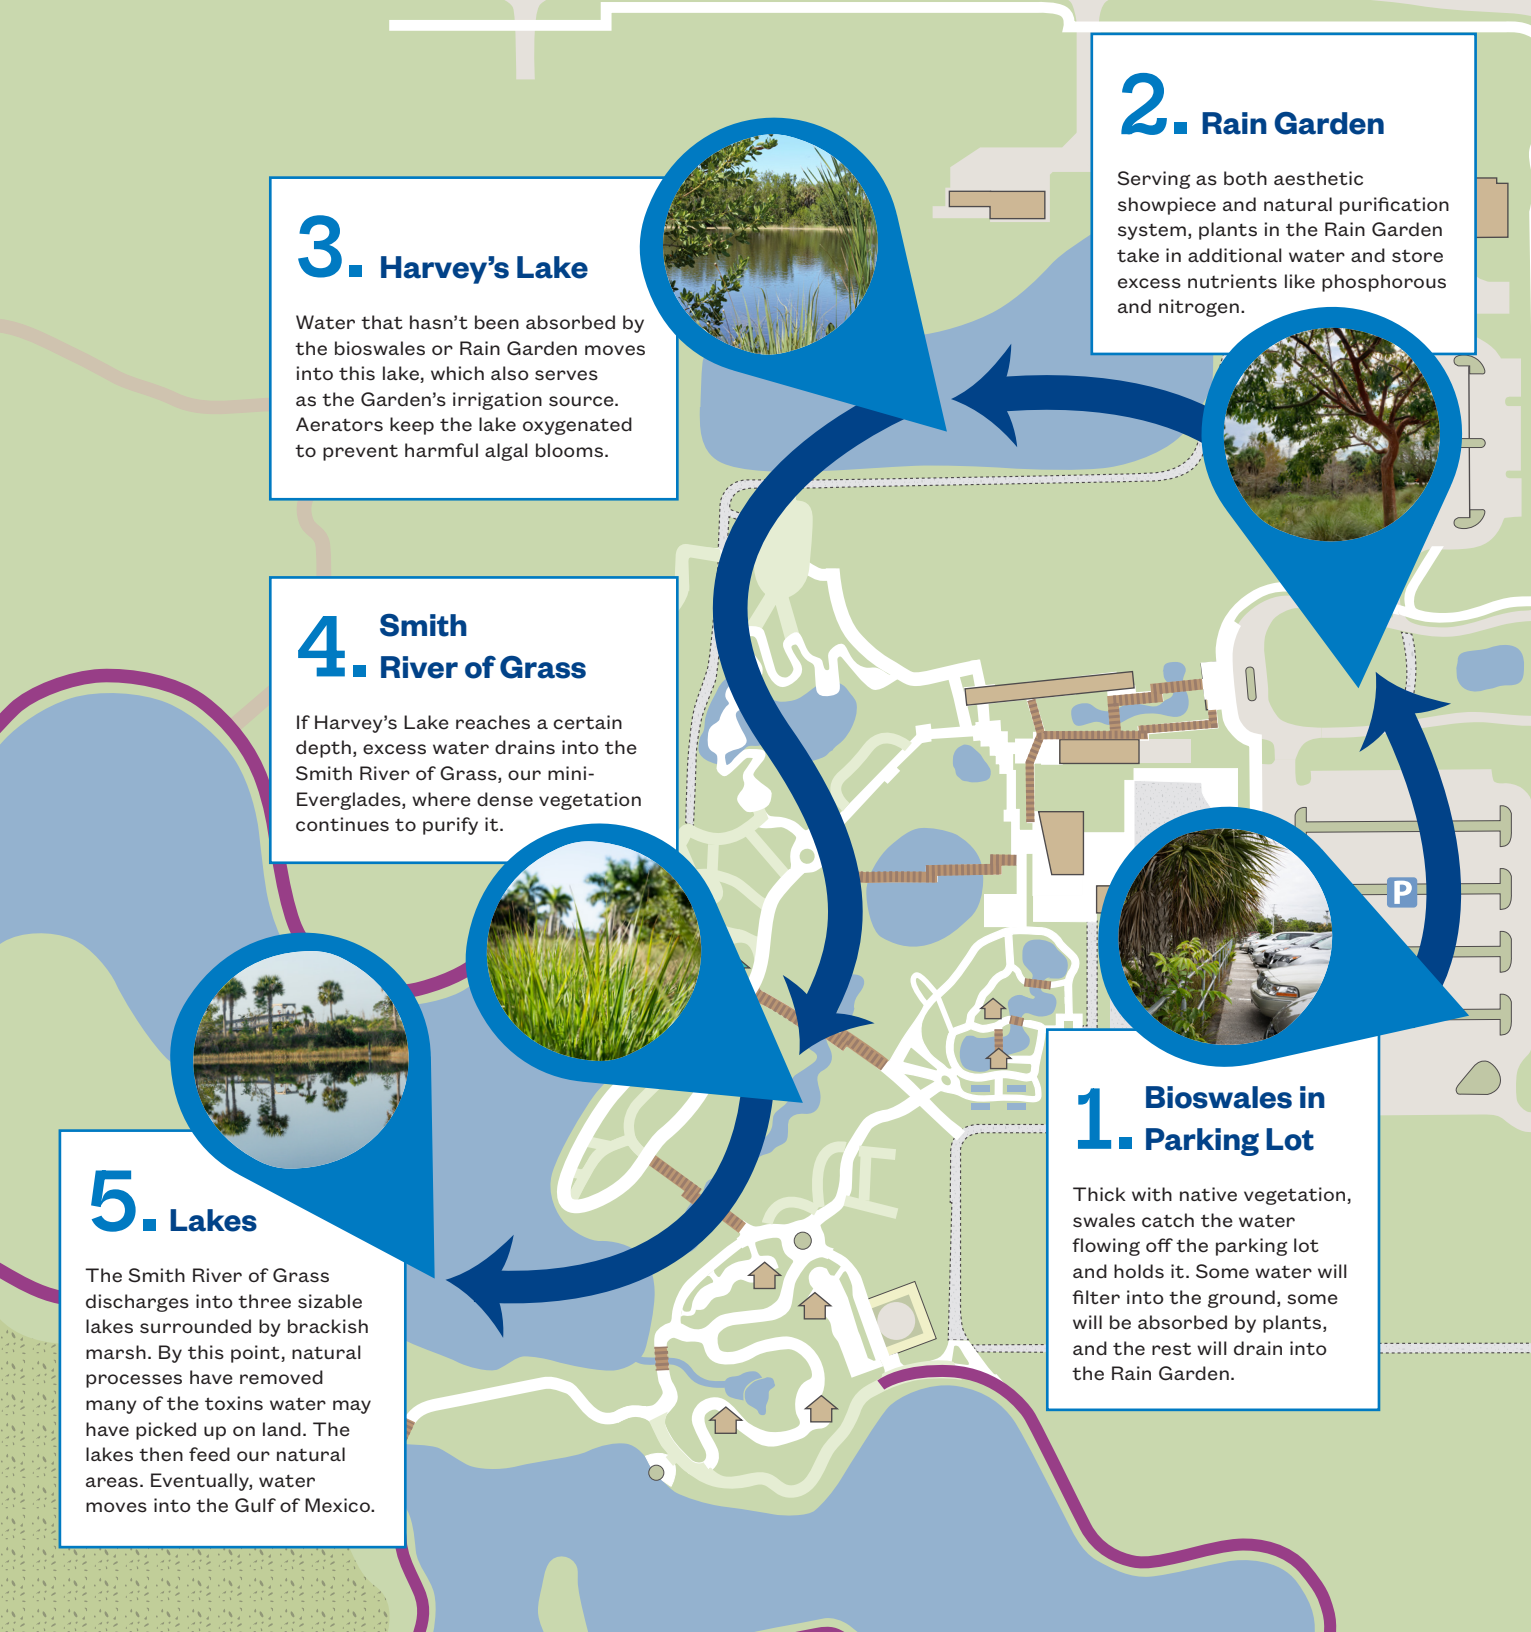 2. Rain Garden
Serving as both aesthetic
showpiece and natural purification
system, plants in the Rain Garden
take in additional water and store
excess nutrients like phosphorous
and nitrogen.
3. Harvey’s Lake
Water that hasn’t been absorbed by
the bioswales or Rain Garden moves
into this lake, which also serves
as the Garden’s irrigation source.
Aerators keep the lake oxygenated
to prevent harmful algal blooms.
4. Smith
River of Grass
If Harvey’s Lake reaches a certain
depth, excess water drains into the
Smith River of Grass, our mini-
Everglades, where dense vegetation
continues to purify it.
P
1. Bioswales in
Parking Lot
Thick with native vegetation,
swales catch the water
flowing off the parking lot
and holds it. Some water will
filter into the ground, some
will be absorbed by plants,
and the rest will drain into
the Rain Garden.
5. Lakes
The Smith River of Grass
discharges into three sizable
lakes surrounded by brackish
marsh. By this point, natural
processes have removed
many of the toxins water may
have picked up on land. The
lakes then feed our natural
areas. Eventually, water
moves into the Gulf of Mexico.